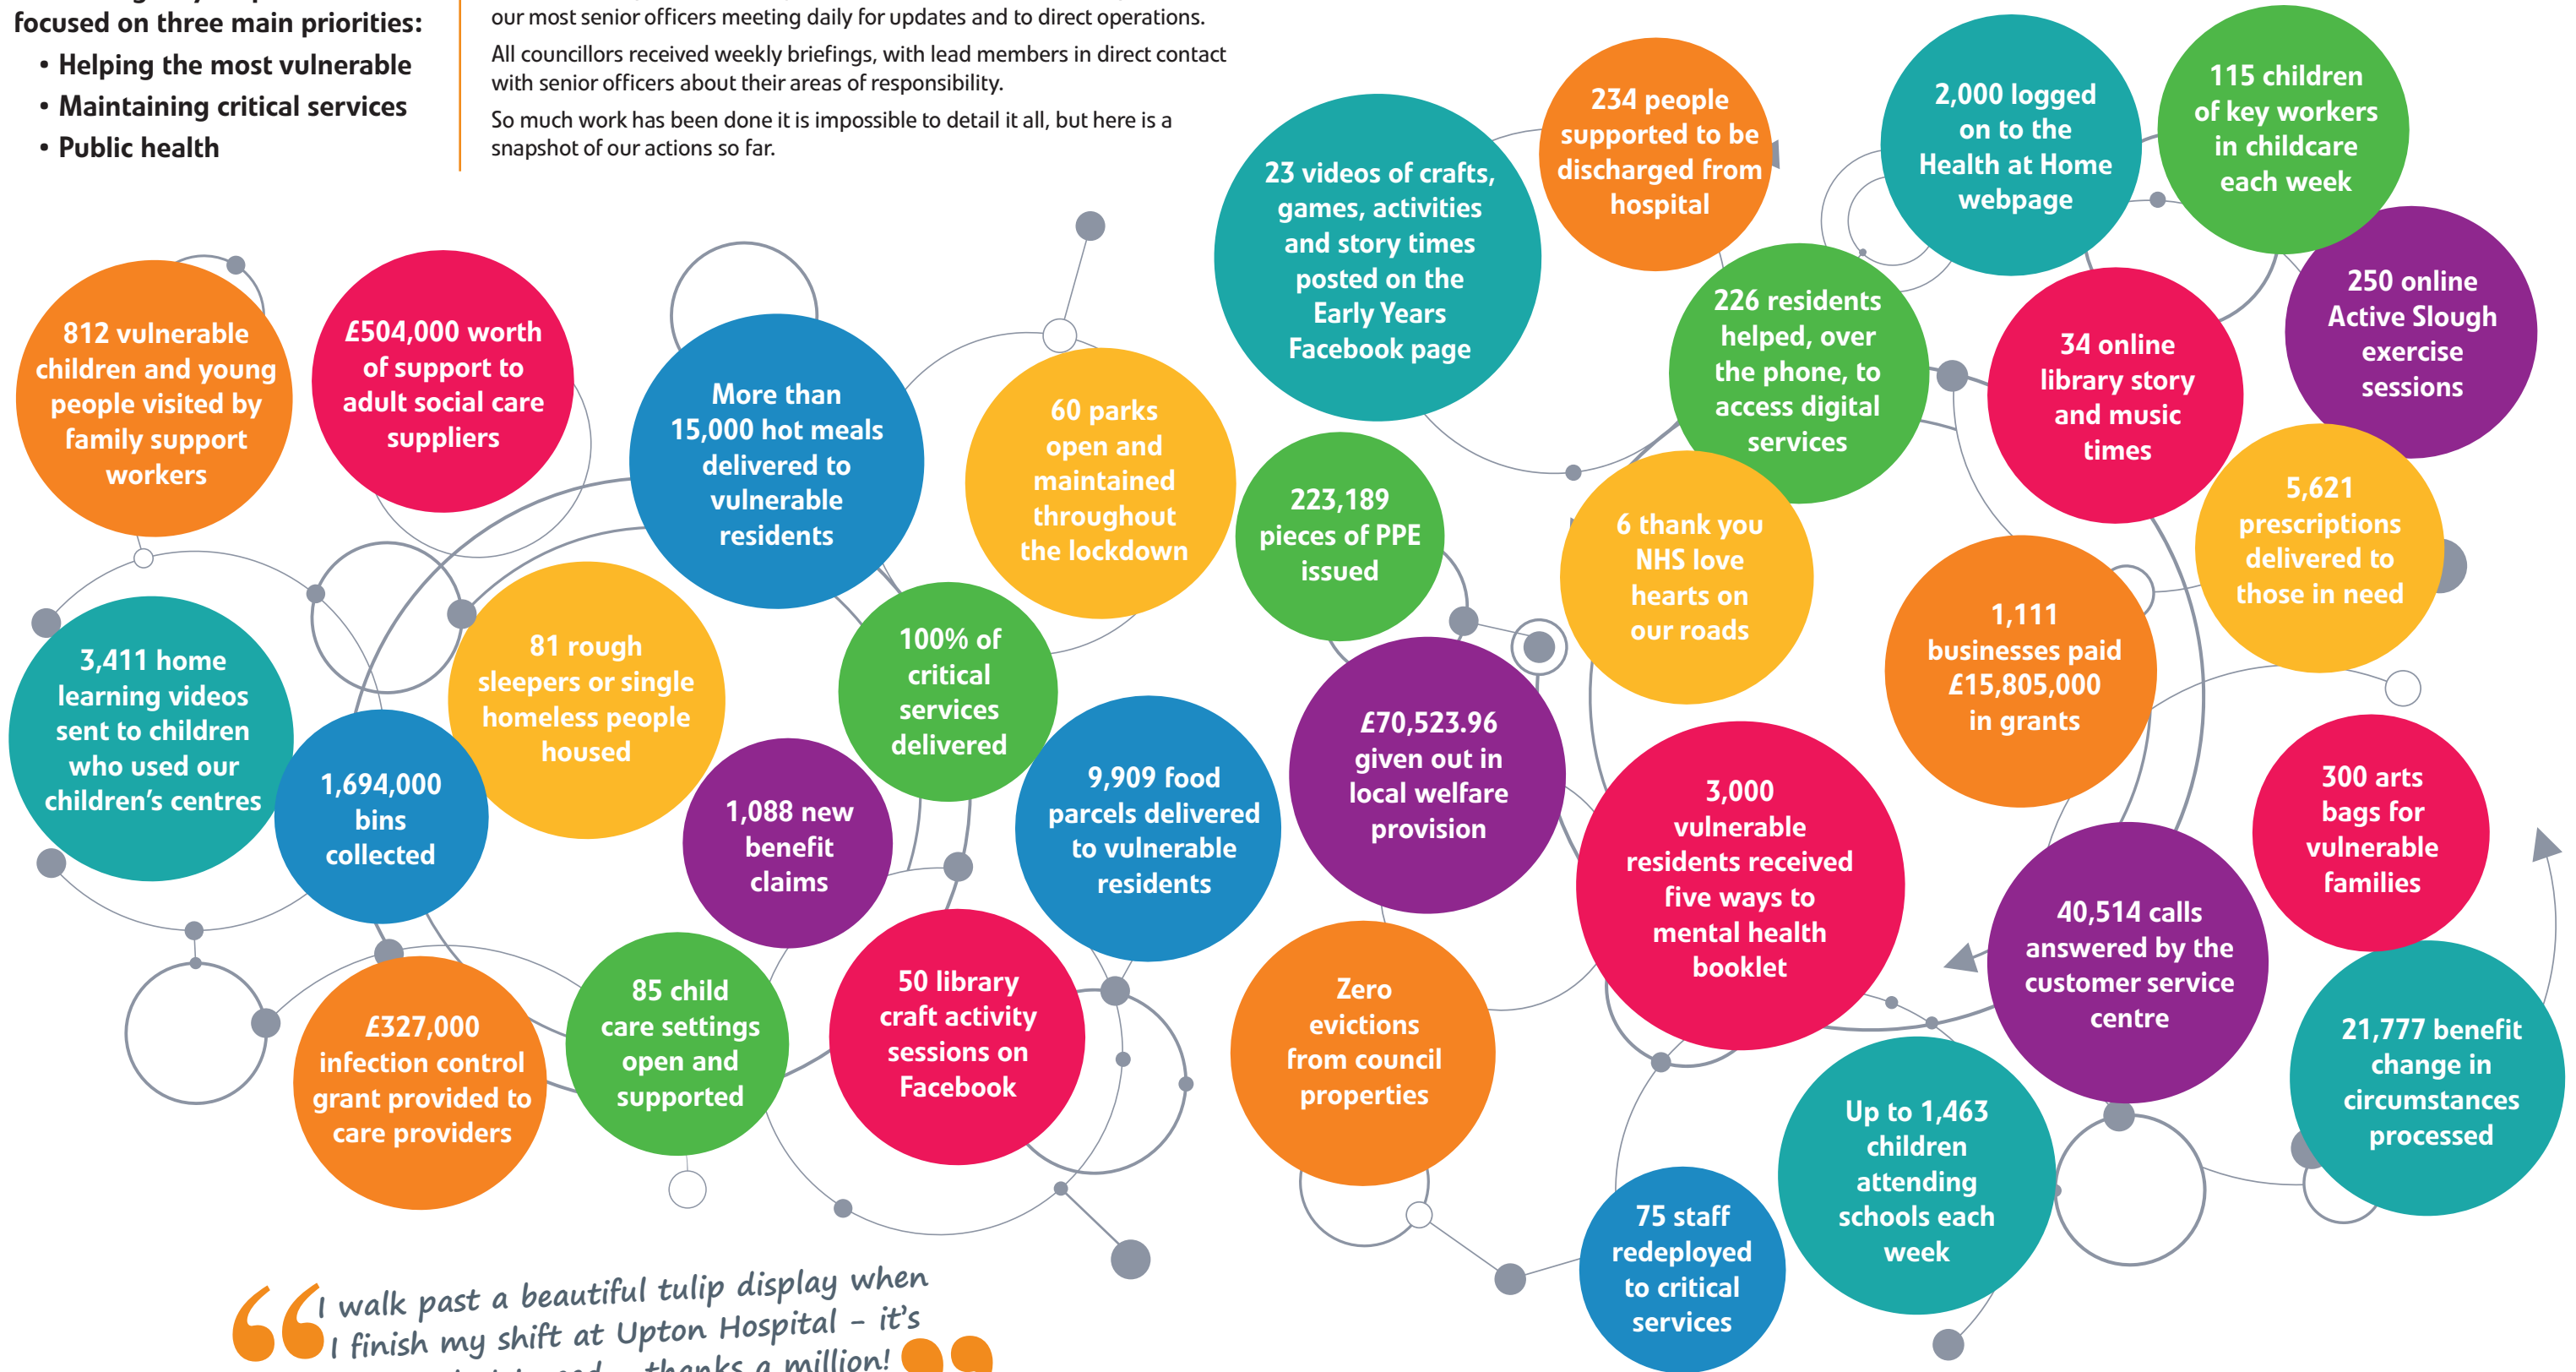 focused on three main priorities:
• Helping the most vulnerable
• Maintaining critical services
• Public health
our most senior officers meeting daily for updates and to direct operations.
All councillors received weekly briefings, with lead members in direct contact
with senior officers about their areas of responsibility.
So much work has been done it is impossible to detail it all, but here is a
snapshot of our actions so far.
812 vulnerable
children and young
people visited by
family support
workers
£504,000 worth
of support to
adult social care
suppliers
More than
15,000 hot meals
delivered to
vulnerable
residents
60 parks
open and
maintained
throughout
the lockdown
23 videos of crafts,
games, activities
and story times
posted on the
Early Years
Facebook page
234 people
supported to be
discharged from
hospital
2,000 logged
on to the
Health at Home
webpage
115 children
of key workers
in childcare
each week
226 residents
helped, over
the phone, to
access digital
services
34 online
library story
and music
times
250 online
Active Slough
exercise
sessions
223,189
pieces of PPE
issued
6 thank you
NHS love
hearts on
our roads
5,621
prescriptions
delivered to
those in need
3,411 home
learning videos
sent to children
who used our
children’s centres
1,694,000
bins
collected
81 rough
sleepers or single
homeless people
housed
100% of
critical
services
delivered
1,088 new
benefit
claims
9,909 food
parcels delivered
to vulnerable
residents
£70,523.96
given out in
local welfare
provision
1,111
businesses paid
£15,805,000
in grants
3,000
vulnerable
residents received
five ways to
mental health
booklet
300 arts
bags for
vulnerable
families
40,514 calls
answered by the
customer service
centre
£327,000
infection control
grant provided to
care providers
85 child
care settings
open and
supported
50 library
craft activity
sessions on
Facebook
Zero
evictions
from council
properties
75 staff
redeployed
to critical
services
Up to 1,463
children
attending
schools each
week
21,777 benefit
change in
circumstances
processed
“I walk past a beautiful tulip display when
I finish my shift at Upton Hospital – it’s
thanks a million!”